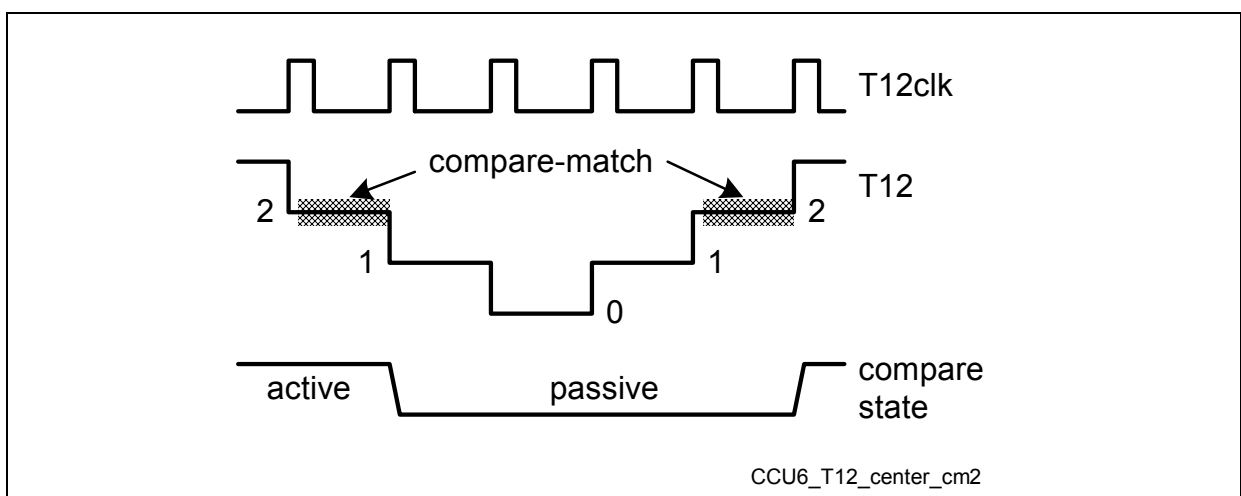 T12clk
compare-match
T12
2
2
1
1
0
active
passive
compare
state
CCU6_T12_center_cm2